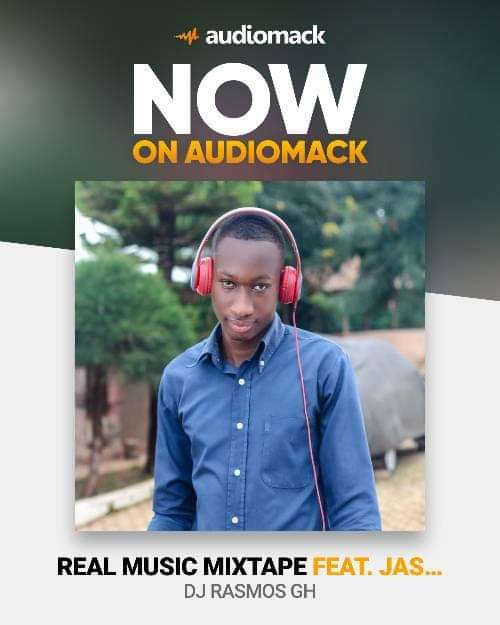 audiomack
NOW
ON AUDIOMACK
REAL MUSIC MIXTAPE FEAT. JAS...
DJ RASMOS GH